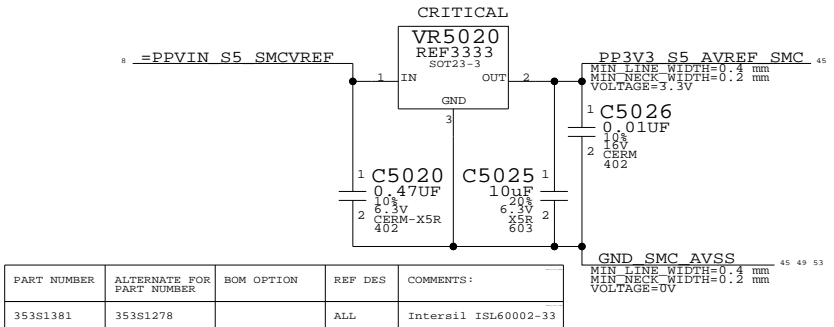 CRITICAL
VR5020
REF3333
SOT23-3
8 =PPVIN_S5_SMCVREF
PP3V3_S5_AVREF_SMC 45
MIN_LINE_WIDTH=0.4 mm
MIN_NECK_WIDTH=0.2 mm
VOLTAGE=3.3V
1 IN OUT 2
GND
3
1 C5026
0.01UF
10%
16V
2 CERM
402
1 C5020
0.47UF
10%
6.3V
2 CERM-X5R
402
C5025 1
10uF
20%
6.3V
X5R 2
603
GND_SMC_AVSS 45 49 53
MIN_LINE_WIDTH=0.4 mm
MIN_NECK_WIDTH=0.2 mm
VOLTAGE=0V
PART NUMBER ALTERNATE FOR PART NUMBER BOM OPTION REF DES COMMENTS:
353S1381 353S1278 ALL Intersil ISL60002-33